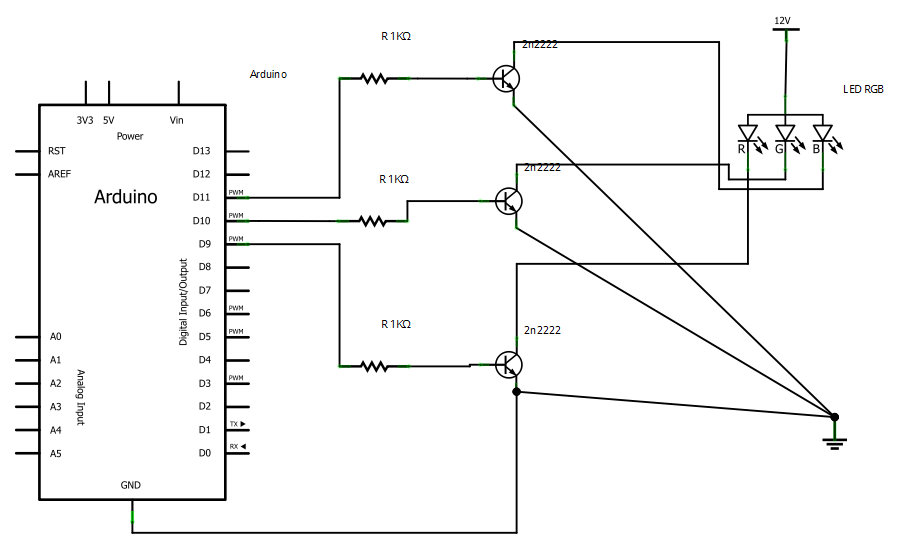 12V
R 1KΩ
2n2222
Arduino
LED RGB
3V3
5V
Vin
Power
R
G
B
RST
D13
AREF
D12
2n2222
R 1KΩ
Arduino
D11
PWM
D10
PWM
D9
PWM
D8
Digital Input/Output
D7
D6
PWM
R 1KΩ
2n2222
A0
D5
PWM
A1
D4
A2
D3
PWM
Analog Input
A3
D2
A4
D1
TX
A5
D0
RX
GND